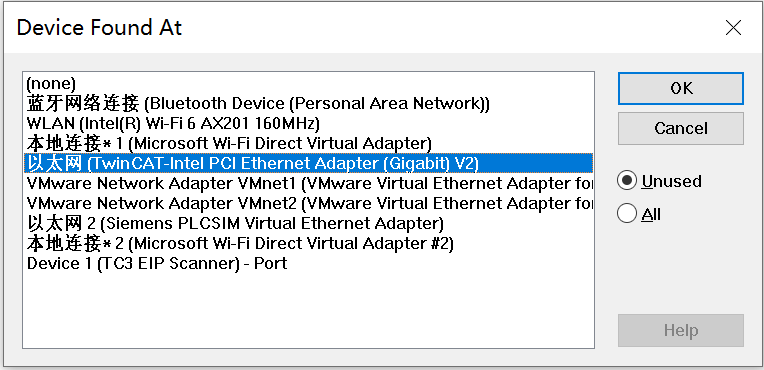 Device Found At
(none)
蓝牙网络连接 (Bluetooth Device (Personal Area Network))
WLAN (Intel(R) Wi-Fi 6 AX201 160MHz)
本地连接* 1 (Microsoft Wi-Fi Direct Virtual Adapter)
以太网 (TwinCAT-Intel PCI Ethernet Adapter (Gigabit) V2)
VMware Network Adapter VMnet1 (VMware Virtual Ethernet Adapter for
VMware Network Adapter VMnet2 (VMware Virtual Ethernet Adapter for
以太网 2 (Siemens PLCSIM Virtual Ethernet Adapter)
本地连接* 2 (Microsoft Wi-Fi Direct Virtual Adapter #2)
Device 1 (TC3 EIP Scanner) - Port
OK
Cancel
Unused
All
Help